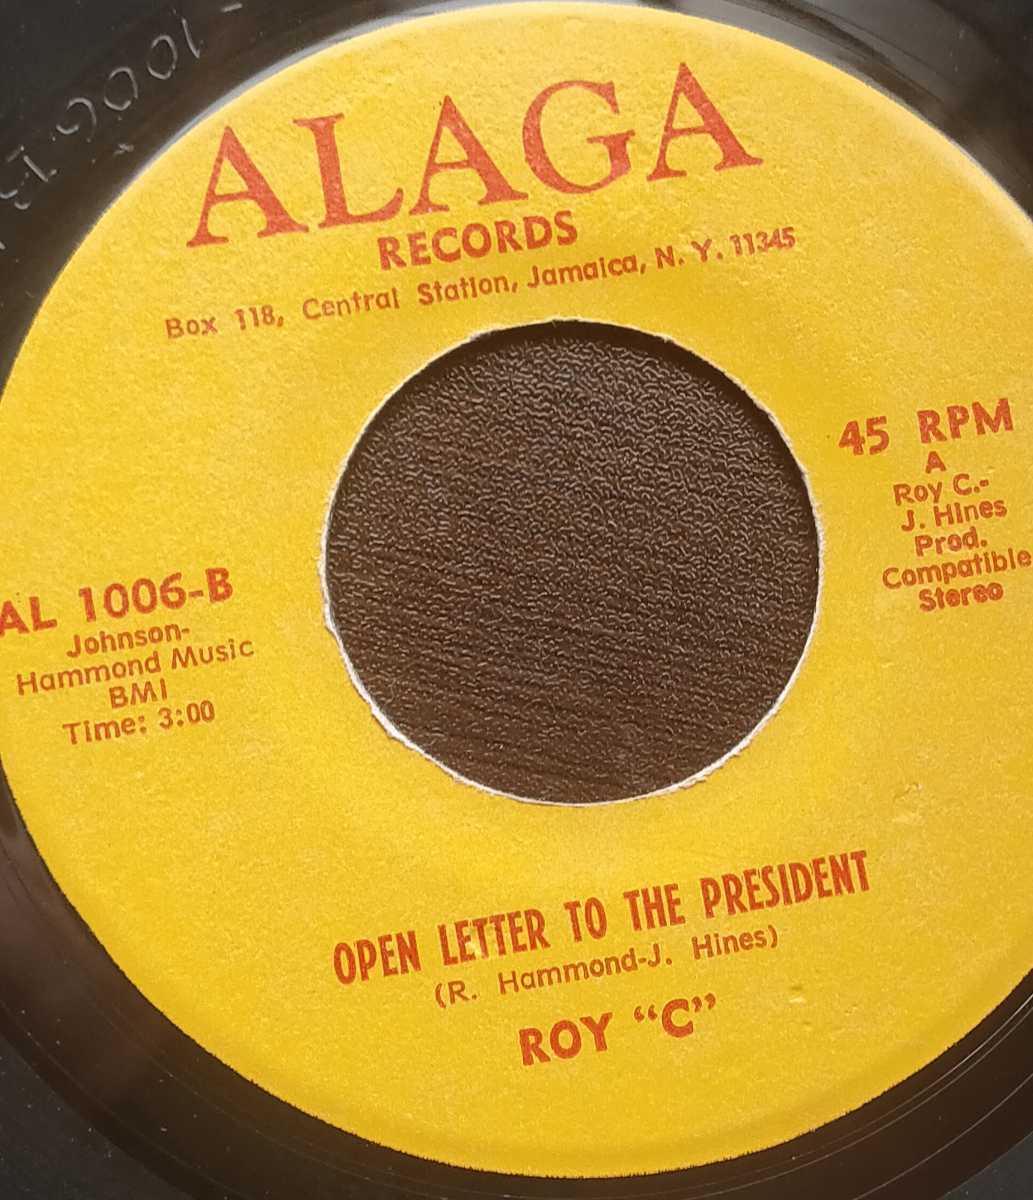 ALAGA
RECORDS
Box 118, Central Station, Jamaica, N. Y. 11345
45 RPM
A
Roy C.-
J. Hines
Prod.
Compatible
Stereo
AL 1006-B
Johnson-
Hammond Music
BMI
Time: 3:00
OPEN LETTER TO THE PRESIDENT
(R. Hammond-J. Hines)
ROY "C"